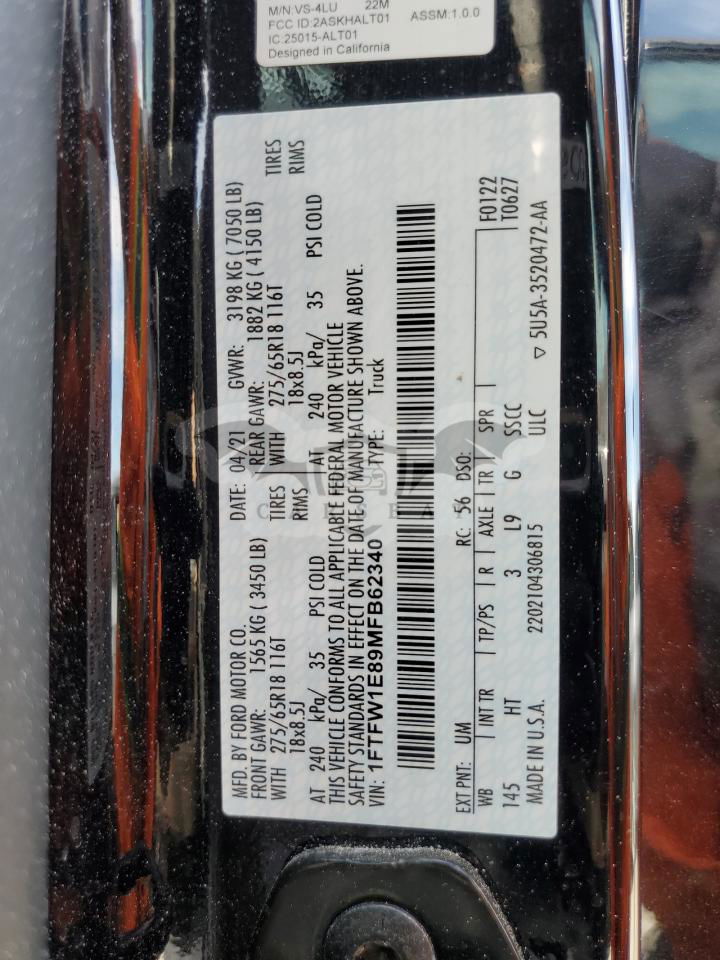 M/N:VS-4LU 22M
FCC ID:2ASKHALT01 ASSM:1.0.0
IC:25015-ALT01
Designed in California
MFD. BY FORD MOTOR CO.
DATE: 04/21 GVWR: 3198 KG ( 7050 LB)
FRONT GAWR: 1565 KG ( 3450 LB) REAR GAWR: 1882 KG ( 4150 LB)
WITH 275/65R18 116T TIRES WITH 275/65R18 116T TIRES
18x8.5J RIMS 18x8.5J RIMS
AT 240 kPa/ 35 PSI COLD AT 240 kPa/ 35 PSI COLD
THIS VEHICLE CONFORMS TO ALL APPLICABLE FEDERAL MOTOR VEHICLE
SAFETY STANDARDS IN EFFECT ON THE DATE OF MANUFACTURE SHOWN ABOVE.
VIN: 1FTFW1E89MFB62340 TYPE: Truck
EXT PNT: UM RC: 56 DSO: F0122
WB INT TR TP/PS R AXLE TR SPR T0627
145 HT 3 L9 G SSCC
MADE IN U.S.A. 2202104306815 ULC ▽ 5U5A-3520472-AA